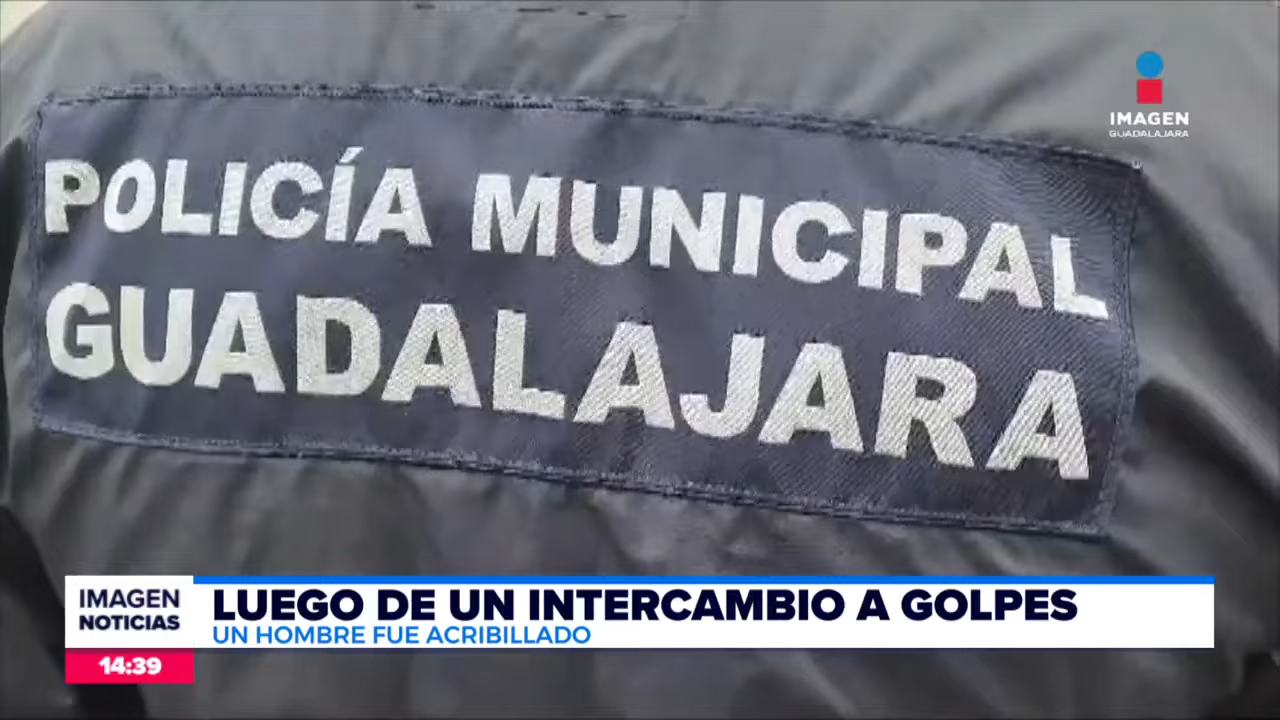 IMAGEN
GUADALAJARA
POLICÍA MUNICIPAL
GUADALAJARA
IMAGEN
NOTICIAS
LUEGO DE UN INTERCAMBIO A GOLPES
UN HOMBRE FUE ACRIBILLADO
14:39